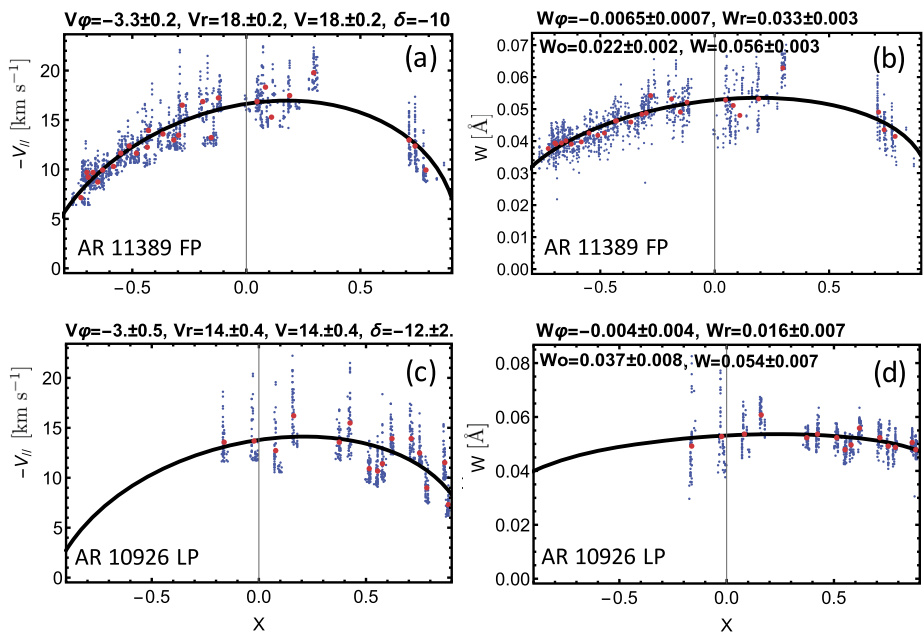 Vφ=−3.3±0.2, Vr=18.±0.2, V=18.±0.2, δ=−10
(a)
−V// [km s−1]
20
15
10
5
0
AR 11389 FP
−0.5 0.0 0.5
Wφ=−0.0065±0.0007, Wr=0.033±0.003
Wo=0.022±0.002, W=0.056±0.003
(b)
W [Å]
0.07
0.06
0.05
0.04
0.03
0.02
0.01
0.00
AR 11389 FP
−0.5 0.0 0.5
Vφ=−3.±0.5, Vr=14.±0.4, V=14.±0.4, δ=−12.±2.
(c)
−V// [km s−1]
20
15
10
5
0
AR 10926 LP
−0.5 0.0 0.5
X
Wφ=−0.004±0.004, Wr=0.016±0.007
Wo=0.037±0.008, W=0.054±0.007
(d)
W [Å]
0.08
0.06
0.04
0.02
0.00
AR 10926 LP
−0.5 0.0 0.5
X